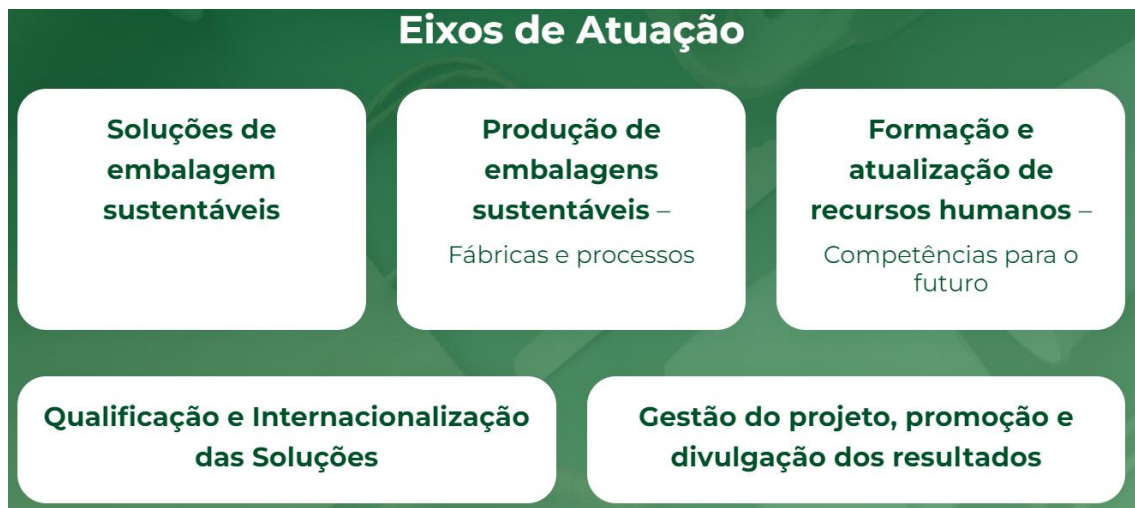 Eixos de Atuação
Soluções de
embalagem
sustentáveis
Produção de
embalagens
sustentáveis –
Fábricas e processos
Formação e
atualização de
recursos humanos –
Competências para o
futuro
Qualificação e Internacionalização
das Soluções
Gestão do projeto, promoção e
divulgação dos resultados